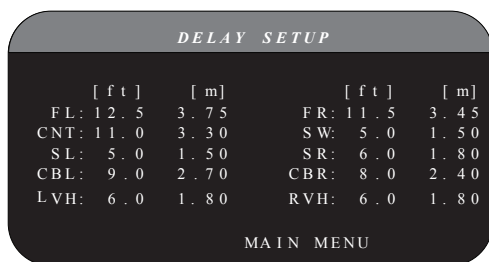 DELAY SETUP
[ft] [m] [ft] [m]
FL: 12.5 3.75 FR: 11.5 3.45
CNT: 11.0 3.30 SW: 5.0 1.50
SL: 5.0 1.50 SR: 6.0 1.80
CBL: 9.0 2.70 CBR: 8.0 2.40
LVH: 6.0 1.80 RVH: 6.0 1.80
MAIN MENU